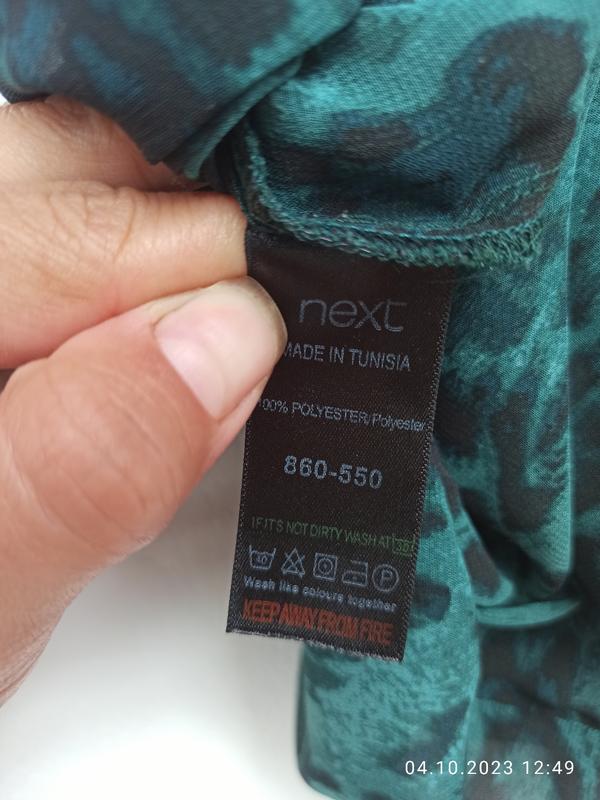 next
MADE IN TUNISIA
100% POLYESTER/Polyester
860-550
IF IT'S NOT DIRTY WASH AT 30°
40
P
Wash like colours together
KEEP AWAY FROM FIRE
04.10.2023 12:49